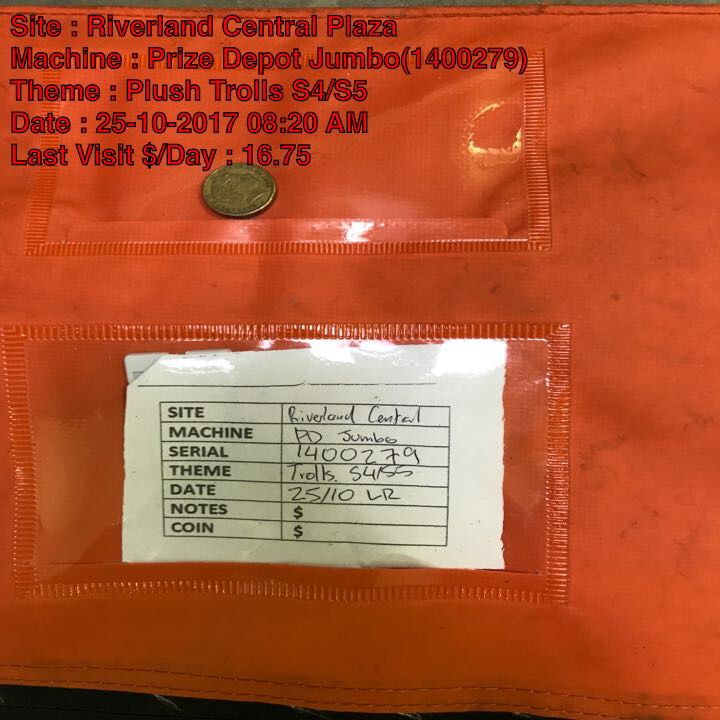 Site : Riverland Central Plaza
Machine : Prize Depot Jumbo(1400279)
Theme : Plush Trolls S4/S5
Date : 25-10-2017 08:20 AM
Last Visit $/Day : 16.75
SITE Riverland Central
MACHINE PD Jumbo
SERIAL 1400279
THEME Trolls S4/S5
DATE 25/10 LR
NOTES $
COIN $